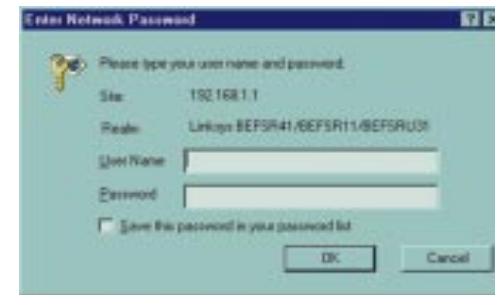 Enter Network Password
Please type your user name and password.
Site: 192.168.1.1
Realm Linksys BEFSR41/BEFSR11/BEFSRU31
User Name
Password
Save this password in your password list
OK Cancel